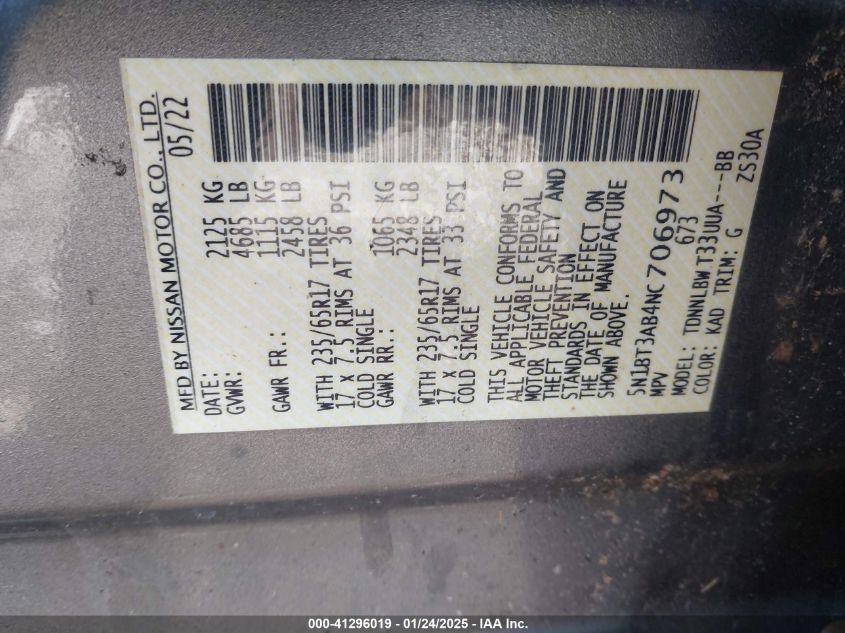 MFD BY NISSAN MOTOR CO., LTD.
DATE: 05/22
GVWR: 2125 KG
4685 LB
GAWR FR.: 1115 KG
2458 LB
WITH 235/65R17 TIRES
17 X 7.5 RIMS AT 36 PSI
COLD SINGLE
GAWR RR.: 1065 KG
2348 LB
WITH 235/65R17 TIRES
17 X 7.5 RIMS AT 33 PSI
COLD SINGLE
THIS VEHICLE CONFORMS TO
ALL APPLICABLE FEDERAL
MOTOR VEHICLE SAFETY AND
THEFT PREVENTION
STANDARDS IN EFFECT ON
THE DATE OF MANUFACTURE
SHOWN ABOVE.
5N1BT3AB4NC706973
MPV 673
MODEL: TDNNLBW T33UUA----BB
COLOR: KAD TRIM: G ZS30A
000-41296019 - 01/24/2025 - IAA Inc.